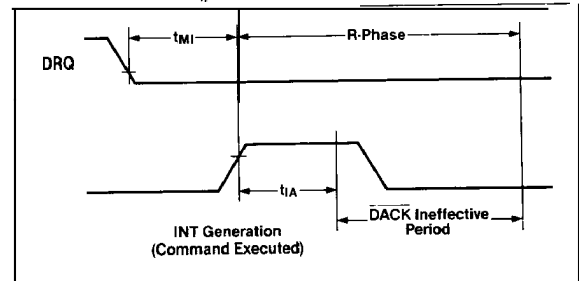 tMI
R-Phase
DRQ
tIA
DACK Ineffective
Period
INT Generation
(Command Executed)